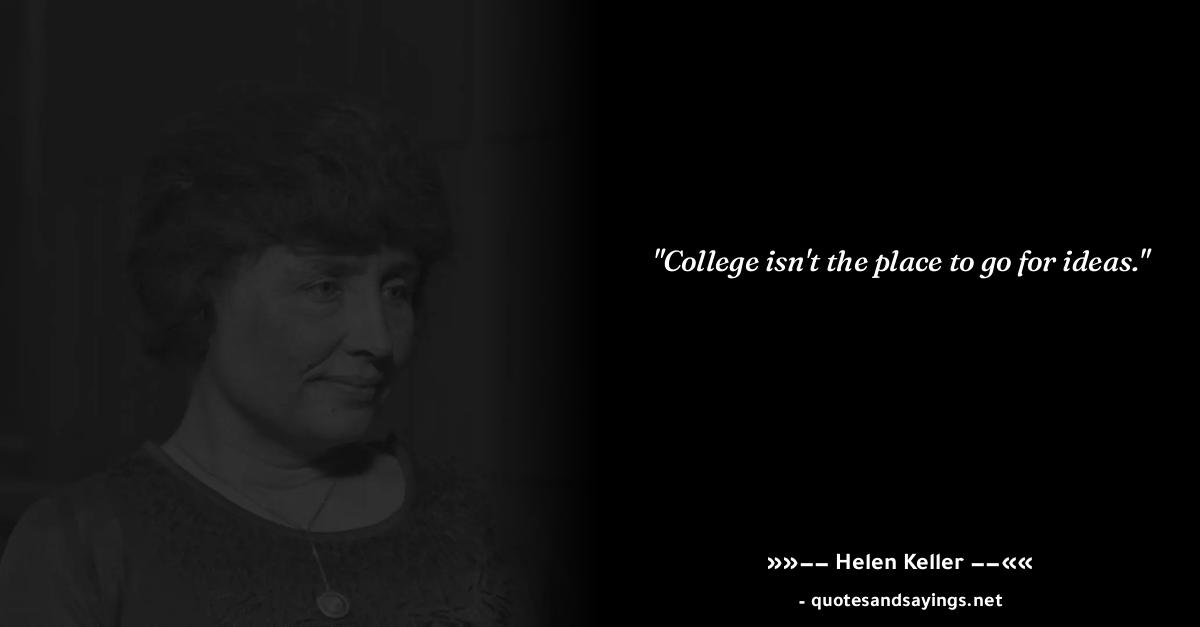 "College isn't the place to go for ideas."
»»–– Helen Keller ––««
- quotesandsayings.net